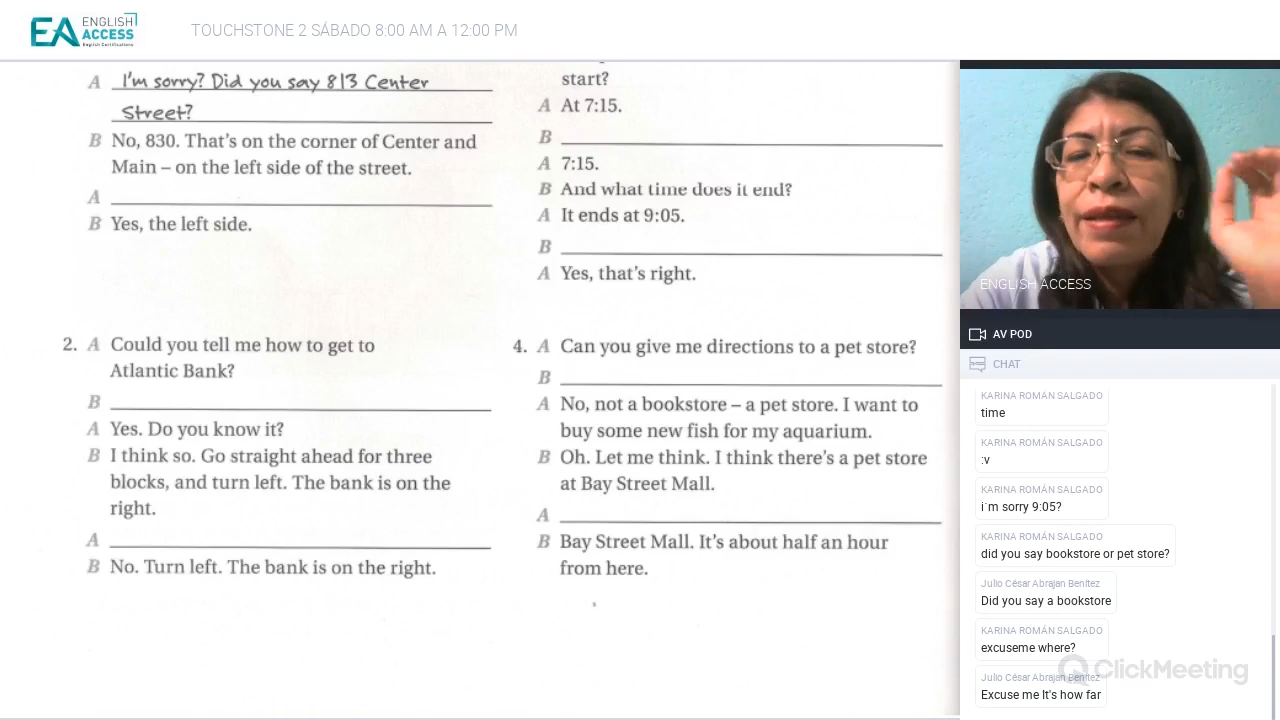 EA ENGLISH ACCESS
English Certifications
TOUCHSTONE 2 SÁBADO 8:00 AM A 12:00 PM
A I'm sorry? Did you say 813 Center
Street?
B No, 830. That's on the corner of Center and
Main – on the left side of the street.
A
B Yes, the left side.
2. A Could you tell me how to get to
Atlantic Bank?
B
A Yes. Do you know it?
B I think so. Go straight ahead for three
blocks, and turn left. The bank is on the
right.
A
B No. Turn left. The bank is on the right.
start?
A At 7:15.
B
A 7:15.
B And what time does it end?
A It ends at 9:05.
B
A Yes, that's right.
4. A Can you give me directions to a pet store?
B
A No, not a bookstore – a pet store. I want to
buy some new fish for my aquarium.
B Oh. Let me think. I think there's a pet store
at Bay Street Mall.
A
B Bay Street Mall. It's about half an hour
from here.
ENGLISH ACCESS
AV POD
CHAT
KARINA ROMÁN SALGADO
time
KARINA ROMÁN SALGADO
:v
KARINA ROMÁN SALGADO
i´m sorry 9:05?
KARINA ROMÁN SALGADO
did you say bookstore or pet store?
Julio César Abrajan Benítez
Did you say a bookstore
KARINA ROMÁN SALGADO
excuseme where?
Julio César Abrajan Benítez
Excuse me It's how far
ClickMeeting